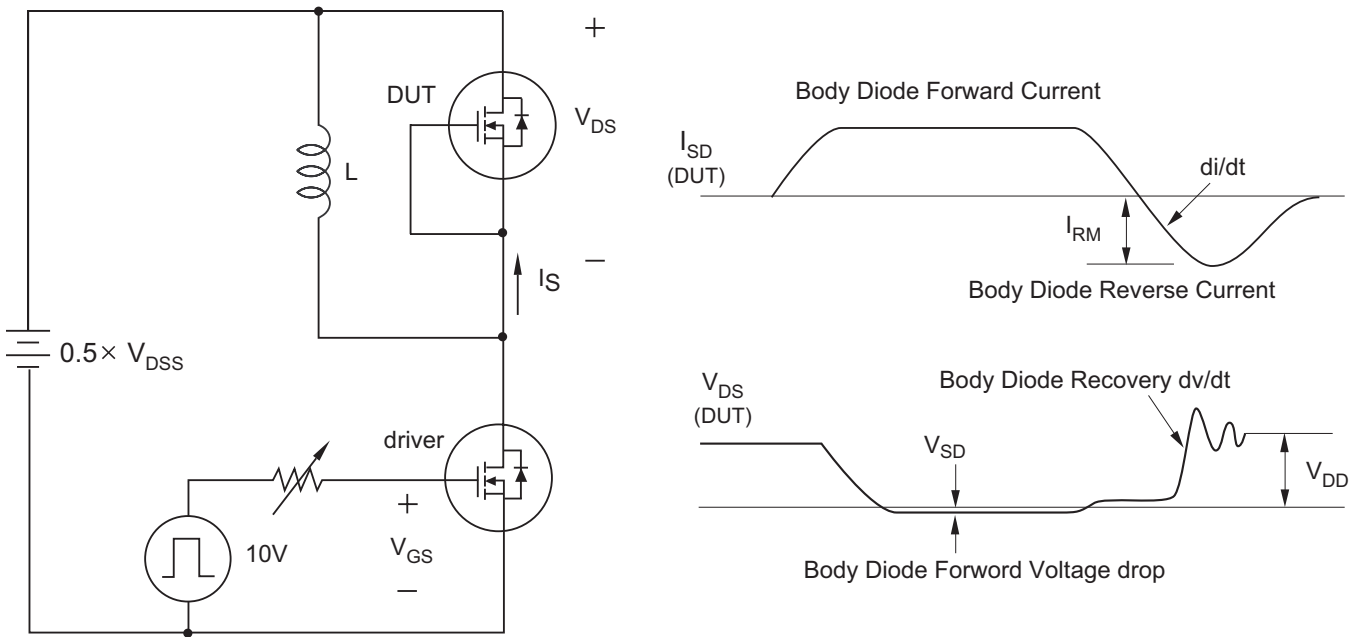 +
DUT
V_DS
L
−
I_S
0.5× V_DSS
driver
+
10V
V_GS
−
Body Diode Forward Current
I_SD
(DUT)
di/dt
I_RM
Body Diode Reverse Current
V_DS
(DUT)
Body Diode Recovery dv/dt
V_SD
V_DD
Body Diode Forword Voltage drop